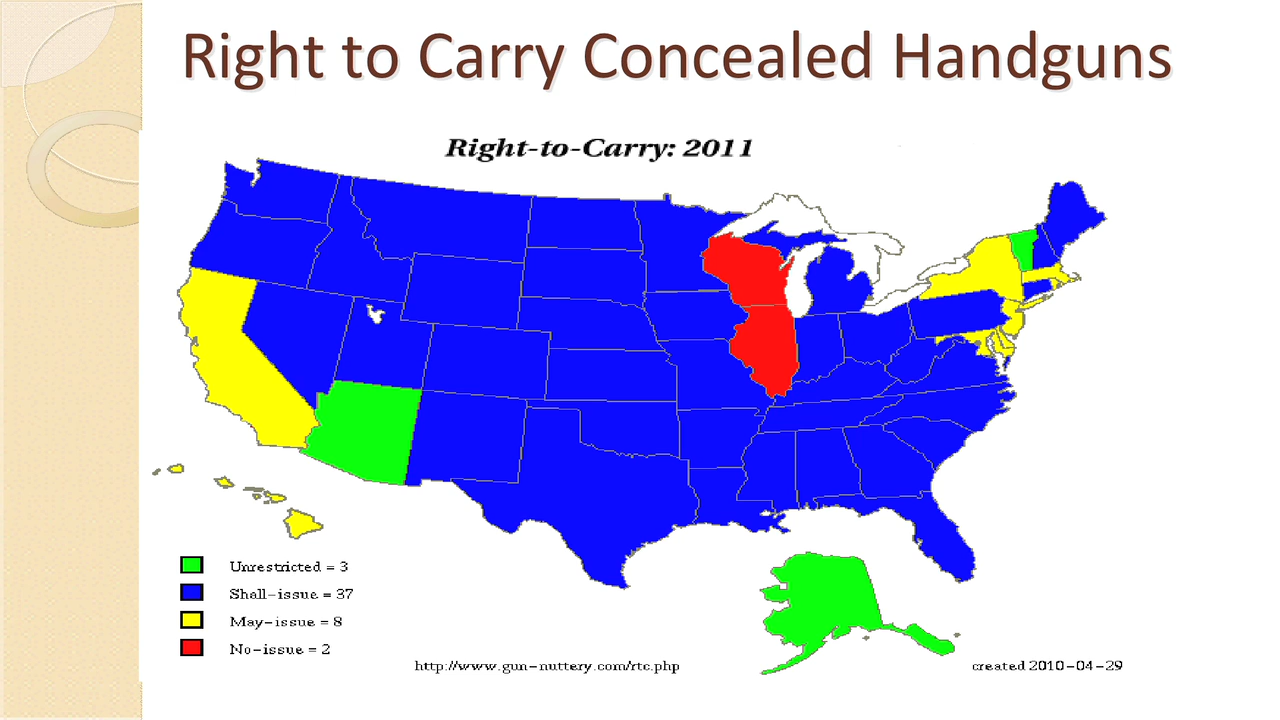 Right to Carry Concealed Handguns
Right-to-Carry: 2011
Unrestricted = 3
Shall-issue = 37
May-issue = 8
No-issue = 2
http://www.gun-nuttery.com/rtc.php
created 2010-04-29